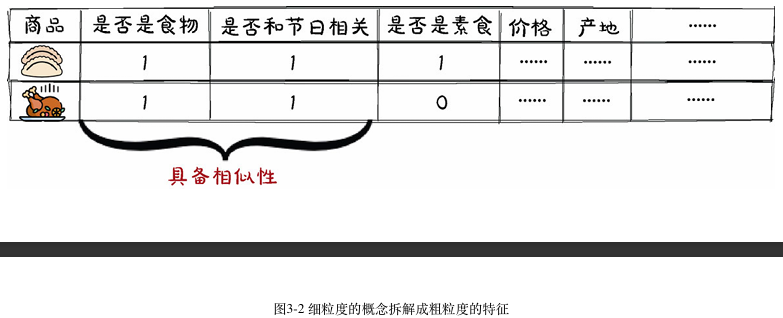 商品 是否是食物 是否和节日相关 是否是素食 价格 产地 ……
1 1 1 …… …… ……
1 1 0 …… …… ……
具备相似性
图3-2 细粒度的概念拆解成粗粒度的特征